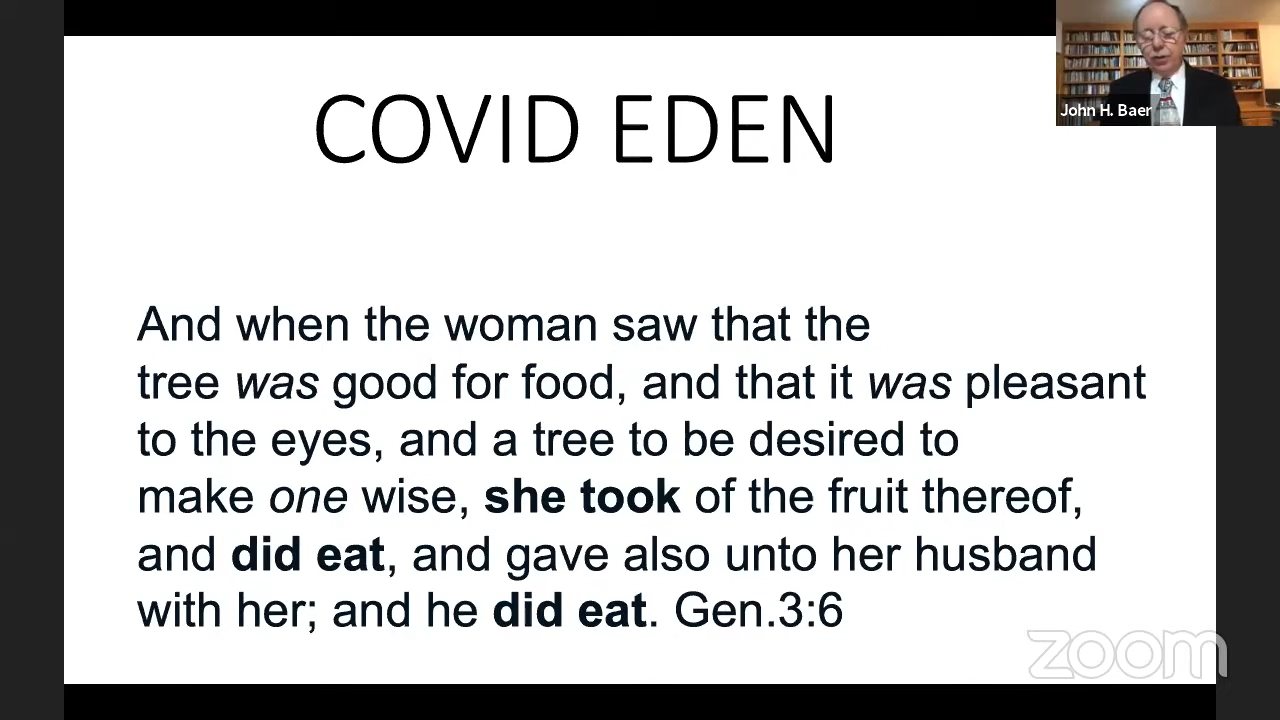 COVID EDEN
John H. Baer
And when the woman saw that the
tree was good for food, and that it was pleasant
to the eyes, and a tree to be desired to
make one wise, she took of the fruit thereof,
and did eat, and gave also unto her husband
with her; and he did eat. Gen.3:6
zoom